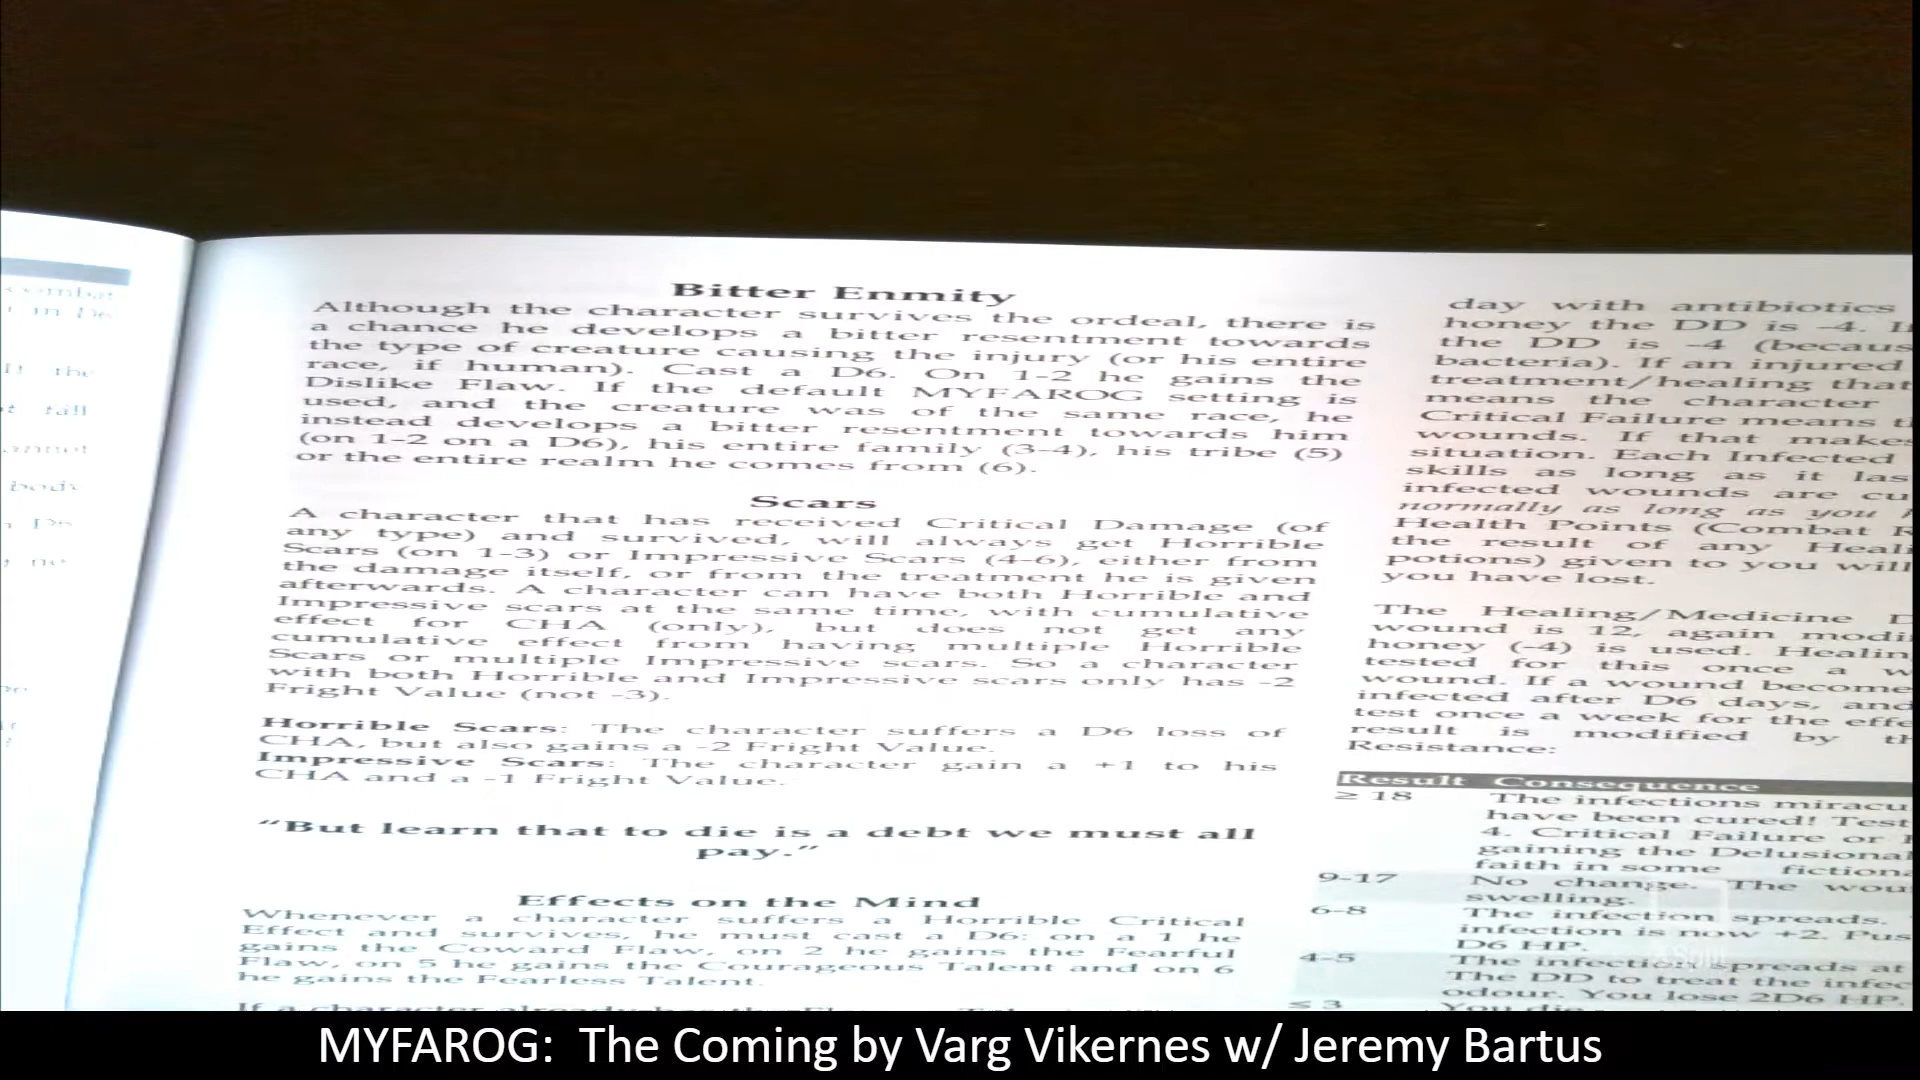 Bitter Enmity
Although the character survives the ordeal, there is
a chance he develops a bitter resentment towards
the type of creature causing the injury (or his entire
race, if human). Cast a D6. On 1-2 he gains the
Dislike Flaw. If the default MYFAROG setting is
used, and the creature was of the same race, he
instead develops a bitter resentment towards him
(on 1-2 on a D6), his entire family (3-4), his tribe (5)
or the entire realm he comes from (6).
Scars
A character that has received Critical Damage (of
any type) and survived, will always get Horrible
Scars (on 1-3) or Impressive Scars (4-6), either from
the damage itself, or from the treatment he is given
afterwards. A character can have both Horrible and
Impressive scars at the same time, with cumulative
effect for CHA (only), but does not get any
cumulative effect from having multiple Horrible
Scars or multiple Impressive scars. So a character
with both Horrible and Impressive scars only has -2
Fright Value (not -3).
Horrible Scars: The character suffers a D6 loss of
CHA, but also gains a -2 Fright Value.
Impressive Scars: The character gain a +1 to his
CHA and a -1 Fright Value.
"But learn that to die is a debt we must all
pay."
Effects on the Mind
Whenever a character suffers a Horrible Critical
Effect and survives, he must cast a D6: on a 1 he
gains the Coward Flaw, on 2 he gains the Fearful
Flaw, on 5 he gains the Courageous Talent and on 6
he gains the Fearless Talent.
day with antibiotics
honey the DD is -4.
the DD is -4
bacteria). If an injured
treatment/healing that
means the character
Critical Failure means
wounds. If that makes
situation. Each Infected
skills as long as it
infected wounds are
normally as long as you
Health Points (Combat
the result of any
potions) given to you will
you have lost.
The Healing/Medicine
wound is 12, again
honey (-4) is used.
tested for this once a
wound. If a wound
infected after D6 days, and
test once a week for the
result is modified by
Resistance:
Result Consequence
≥ 18 The infections
have been cured!
4. Critical Failure or
gaining the Delusional
faith in some
9-17 No change. The
swelling.
6-8 The infection spreads.
infection is now +2.
D6 HP.
4-5 The infection spreads at
The DD to treat the
odour. You lose 2D6 HP.
≤ 3
MYFAROG: The Coming by Varg Vikernes w/ Jeremy Bartus